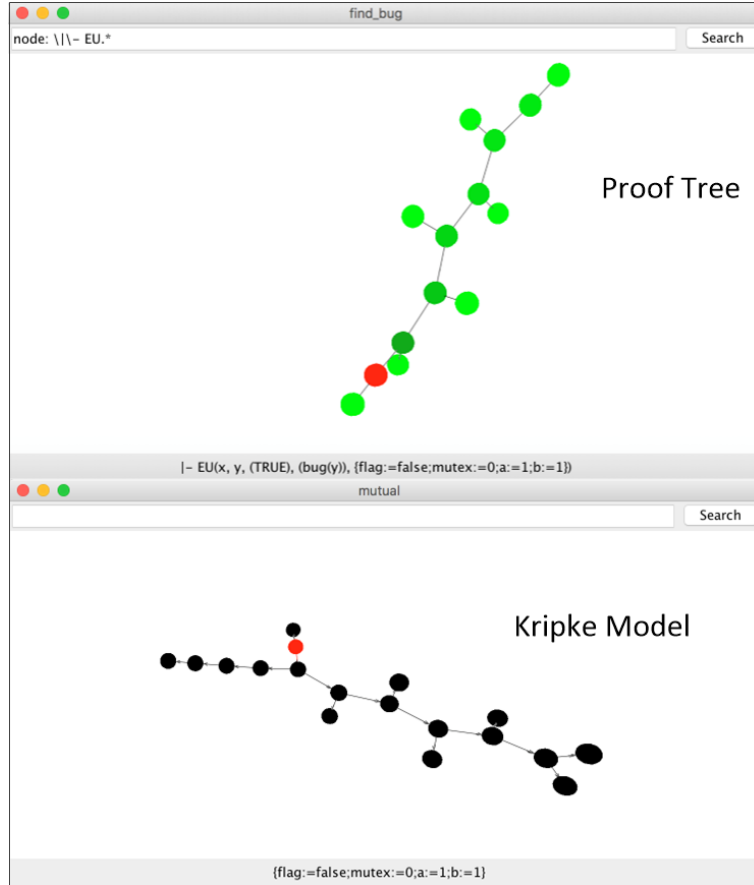 find_bug
node: \|\- EU.*
Search
Proof Tree
|- EU(x, y, (TRUE), (bug(y)), {flag:=false;mutex:=0;a:=1;b:=1})
mutual
Search
Kripke Model
{flag:=false;mutex:=0;a:=1;b:=1}